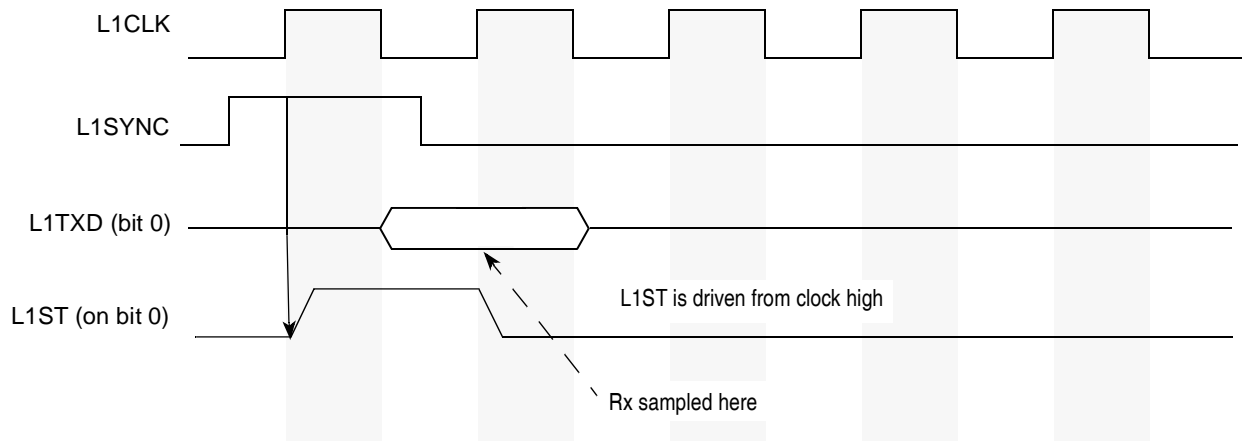 L1CLK
L1SYNC
L1TXD (bit 0)
L1ST (on bit 0)
L1ST is driven from clock high
Rx sampled here